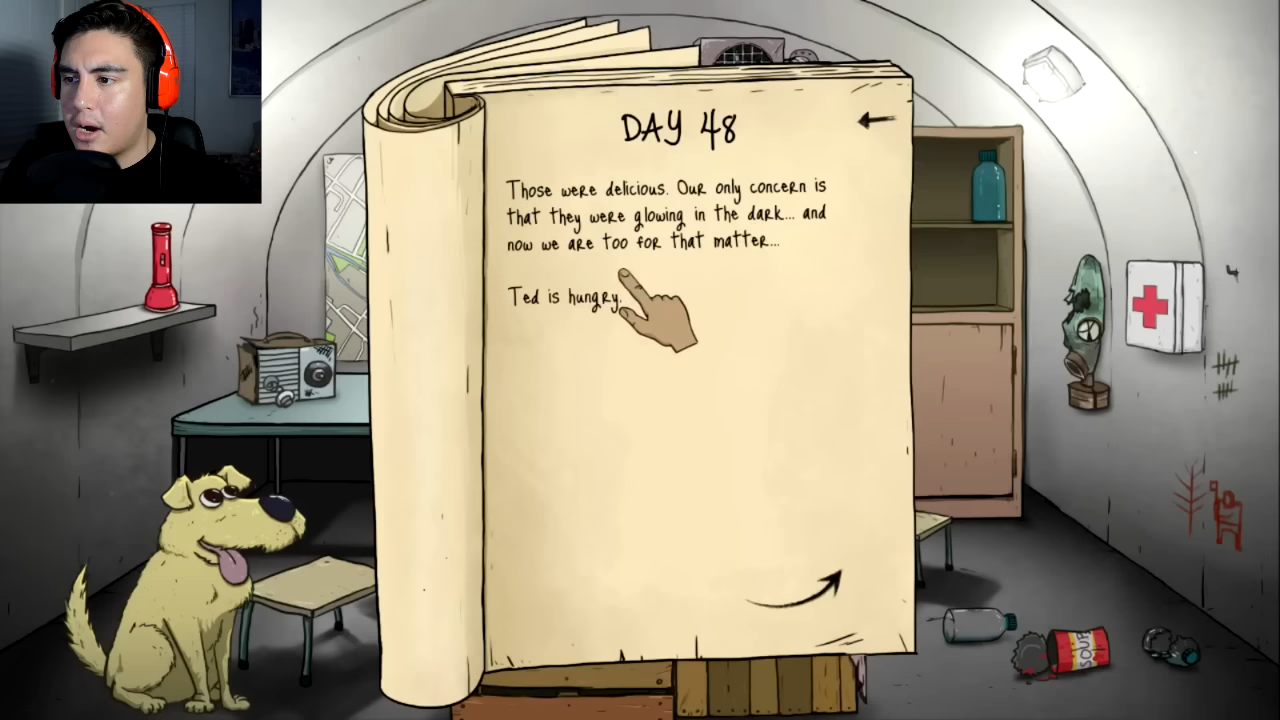 DAY 48
Those were delicious. Our only concern is
that they were glowing in the dark... and
now we are too for that matter...
Ted is hungry.
SOUP